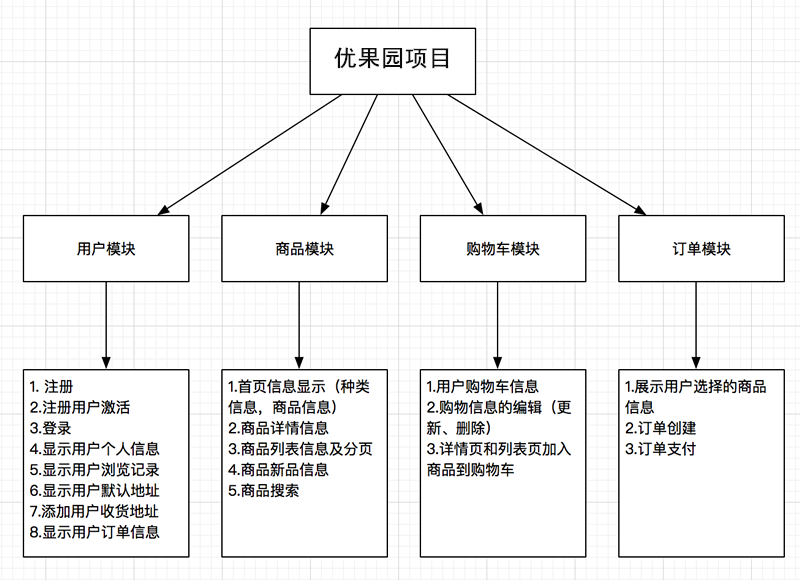 优果园项目
用户模块
商品模块
购物车模块
订单模块
1. 注册
2.注册用户激活
3.登录
4.显示用户个人信息
5.显示用户浏览记录
6.显示用户默认地址
7.添加用户收货地址
8.显示用户订单信息
1.首页信息显示（种类
信息，商品信息）
2.商品详情信息
3.商品列表信息及分页
4.商品新品信息
5.商品搜索
1.用户购物车信息
2.购物信息的编辑（更
新、删除）
3.详情页和列表页加入
商品到购物车
1.展示用户选择的商品
信息
2.订单创建
3.订单支付